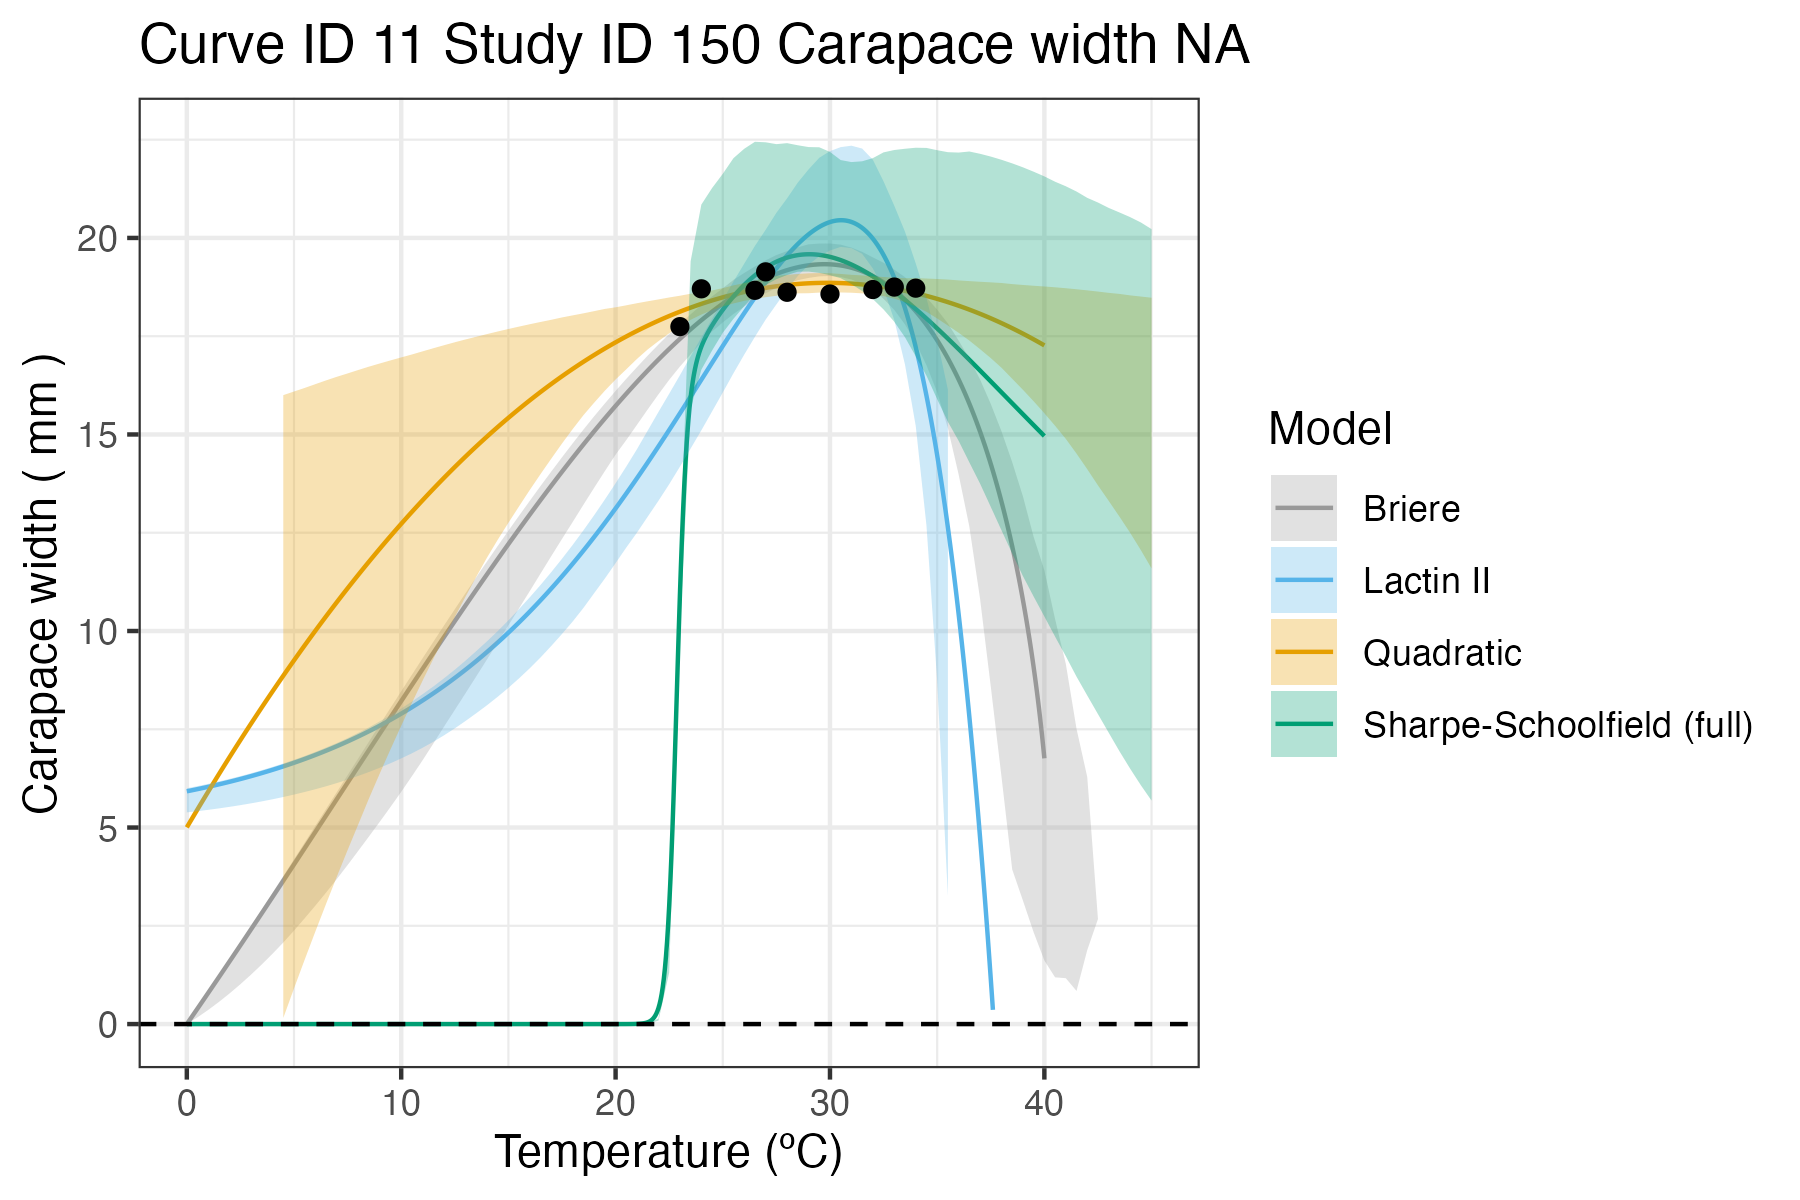 Curve ID 11 Study ID 150 Carapace width NA
Carapace width ( mm )
20
15
10
5
0
0 10 20 30 40
Temperature (ºC)
Model
Briere
Lactin II
Quadratic
Sharpe-Schoolfield (full)